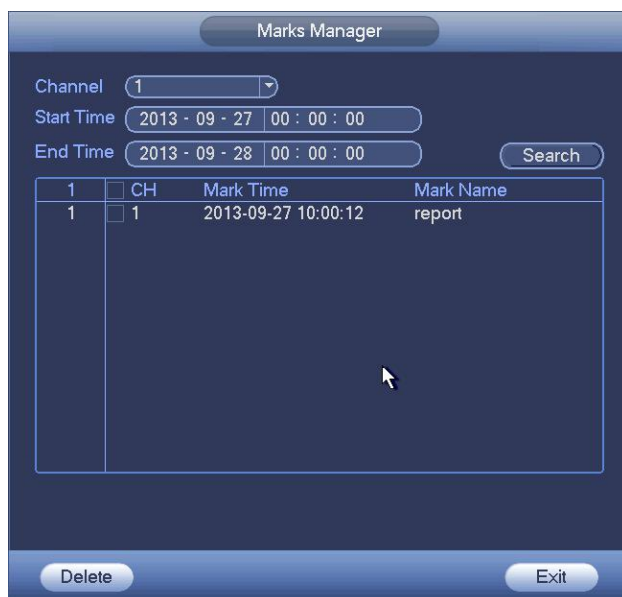 Marks Manager
Channel 1
Start Time 2013 - 09 - 27 00 : 00 : 00
End Time 2013 - 09 - 28 00 : 00 : 00 Search
1 CH Mark Time Mark Name
1 1 2013-09-27 10:00:12 report
Delete Exit